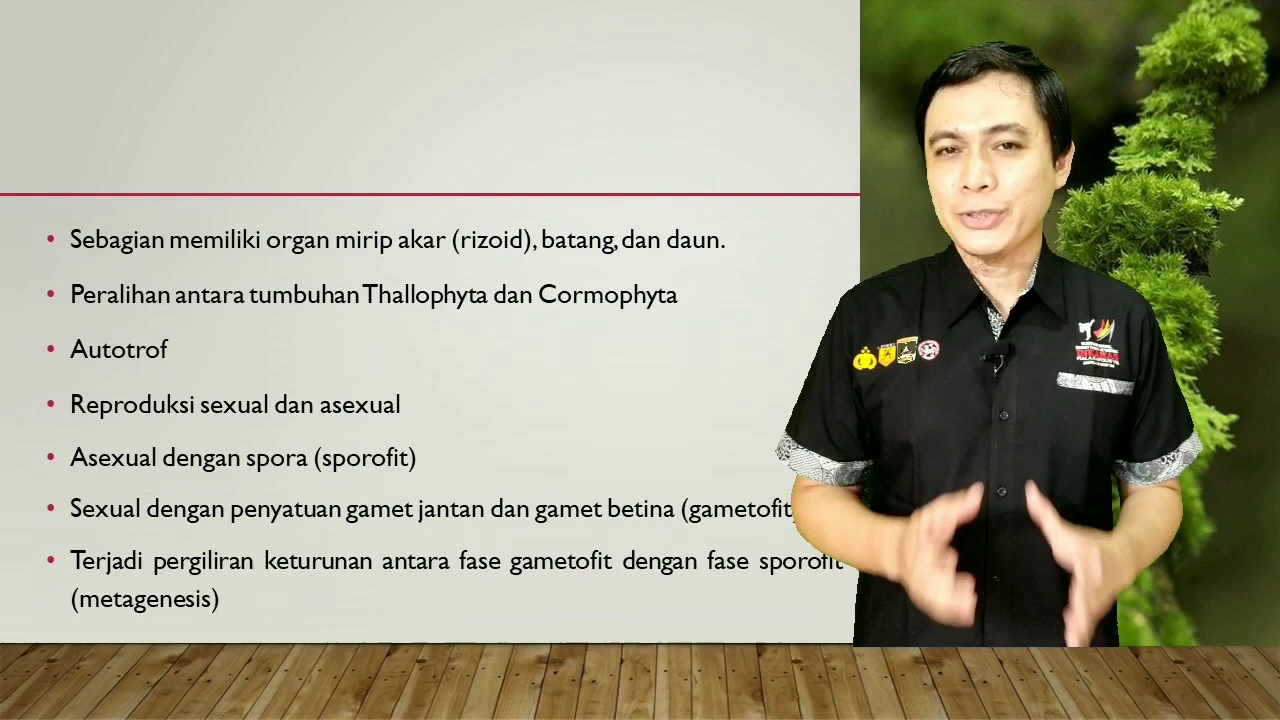 • Sebagian memiliki organ mirip akar (rizoid), batang, dan daun.
• Peralihan antara tumbuhan Thallophyta dan Cormophyta
• Autotrof
• Reproduksi sexual dan asexual
• Asexual dengan spora (sporofit)
• Sexual dengan penyatuan gamet jantan dan gamet betina (gametofit)
• Terjadi pergiliran keturunan antara fase gametofit dengan fase sporofit
(metagenesis)